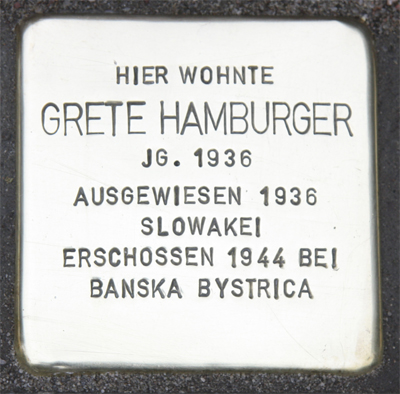 HIER WOHNTE
GRETE HAMBURGER
JG. 1936
AUSGEWIESEN 1936
SLOWAKEI
ERSCHOSSEN 1944 BEI
BANSKA BYSTRICA